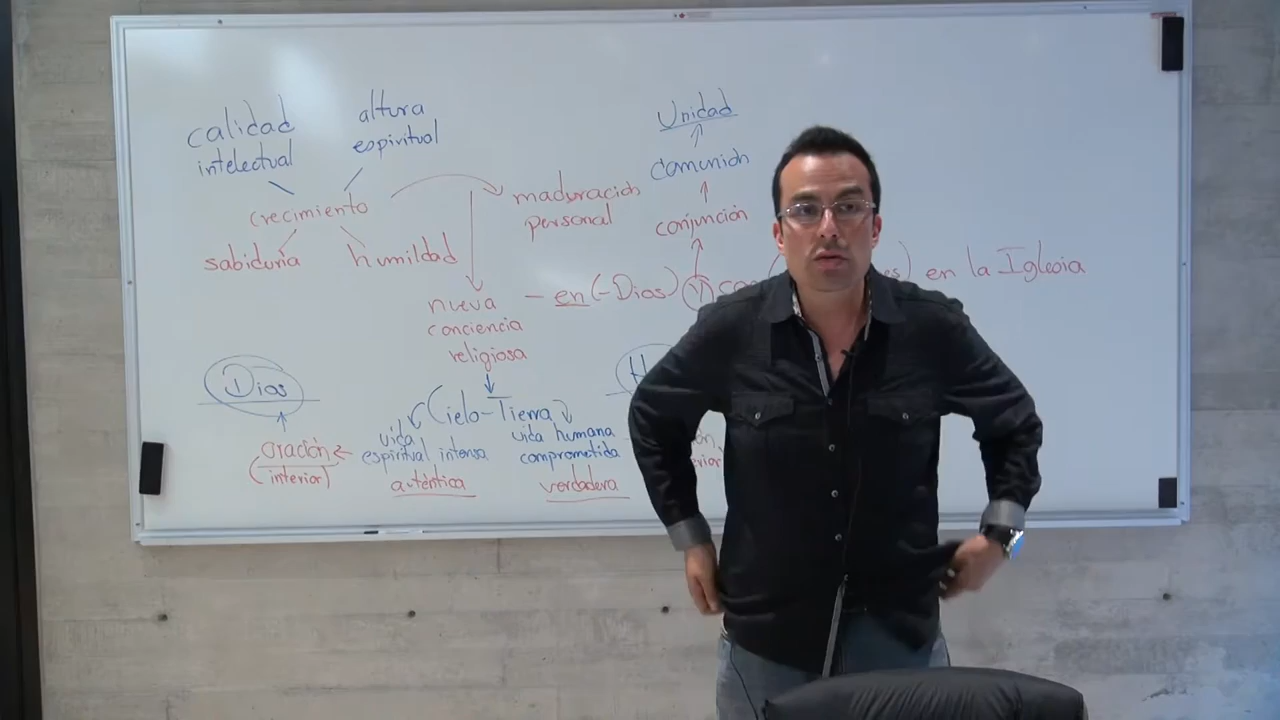 calidad
intelectual
altura
espiritual
crecimiento
sabiduría
humildad
maduración
personal
nueva
conciencia
religiosa
Unidad
↑
comunión
↑
conjunción
- en (-Dios) y con en la Iglesia
Dios
Cielo-Tierra
vida
espiritual intensa
auténtica
vida humana
comprometida
verdadera
oración
(interior)
H